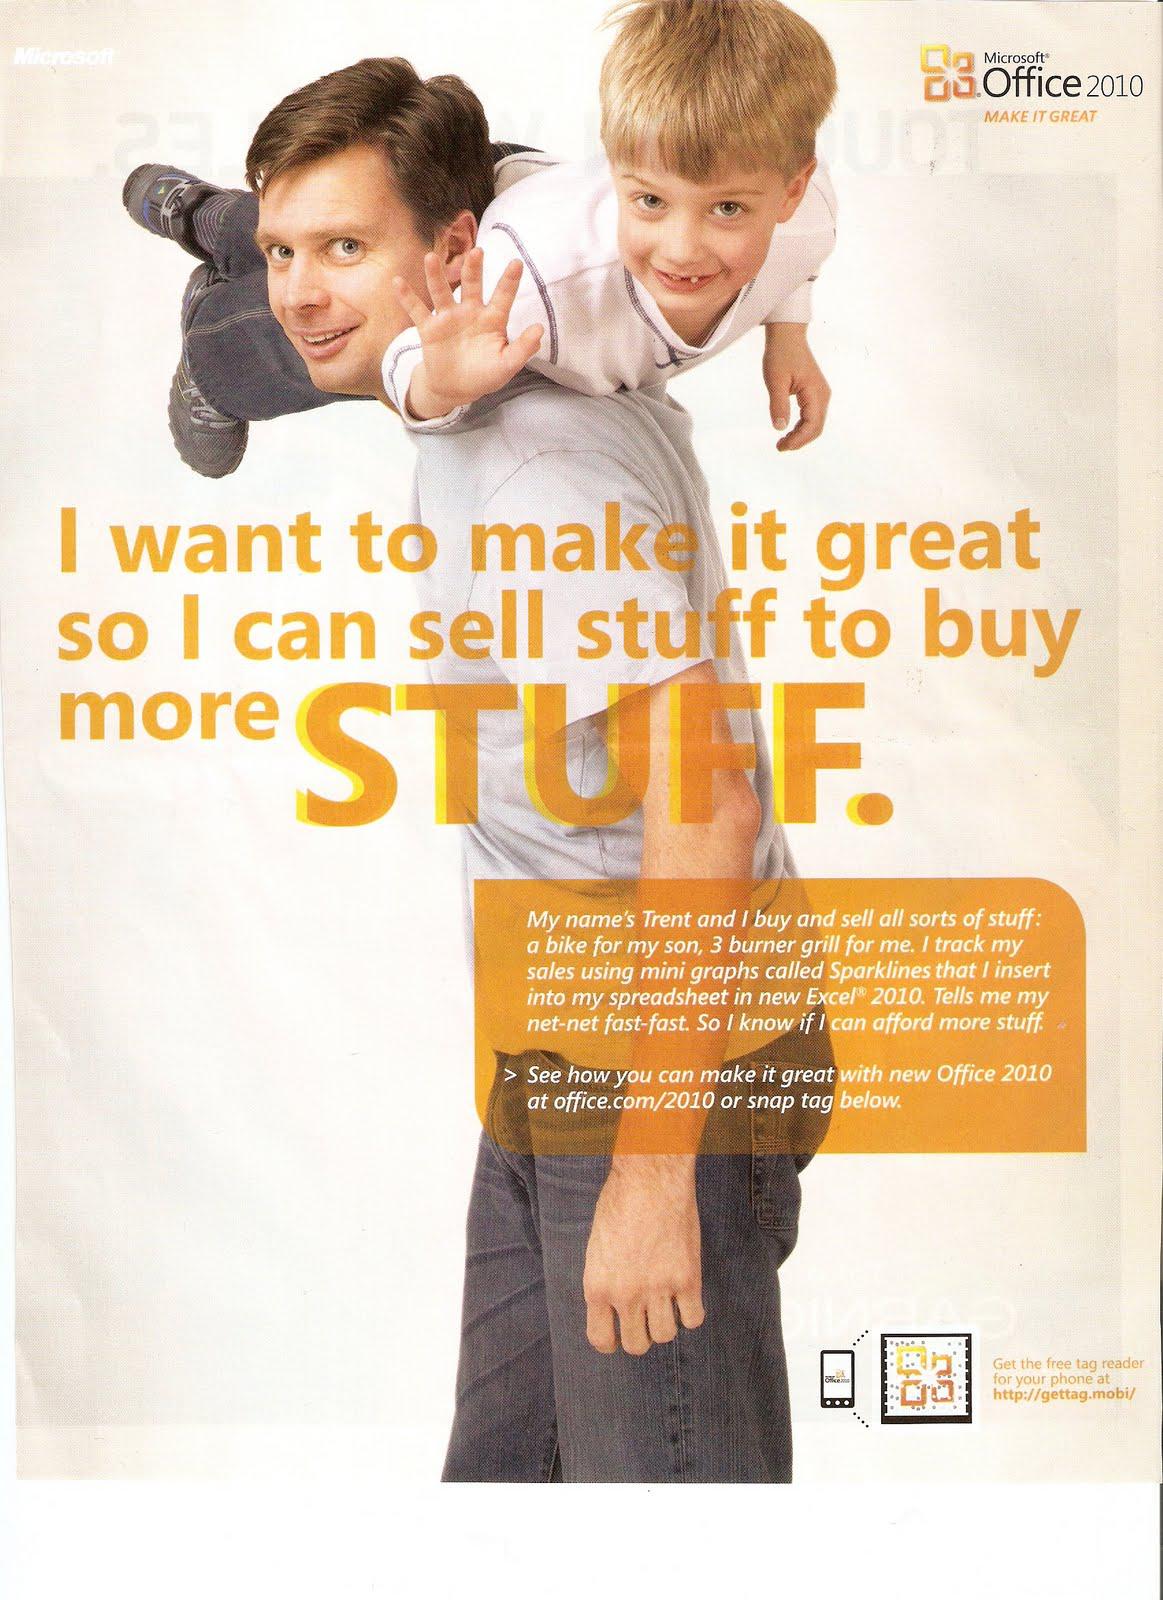 Microsoft
Microsoft®
Office 2010
MAKE IT GREAT
I want to make it great
so I can sell stuff to buy
more STUFF.
My name's Trent and I buy and sell all sorts of stuff:
a bike for my son, 3 burner grill for me. I track my
sales using mini graphs called Sparklines that I insert
into my spreadsheet in new Excel® 2010. Tells me my
net-net fast-fast. So I know if I can afford more stuff.
> See how you can make it great with new Office 2010
at office.com/2010 or snap tag below.
Office 2010
Get the free tag reader
for your phone at
http://gettag.mobi/